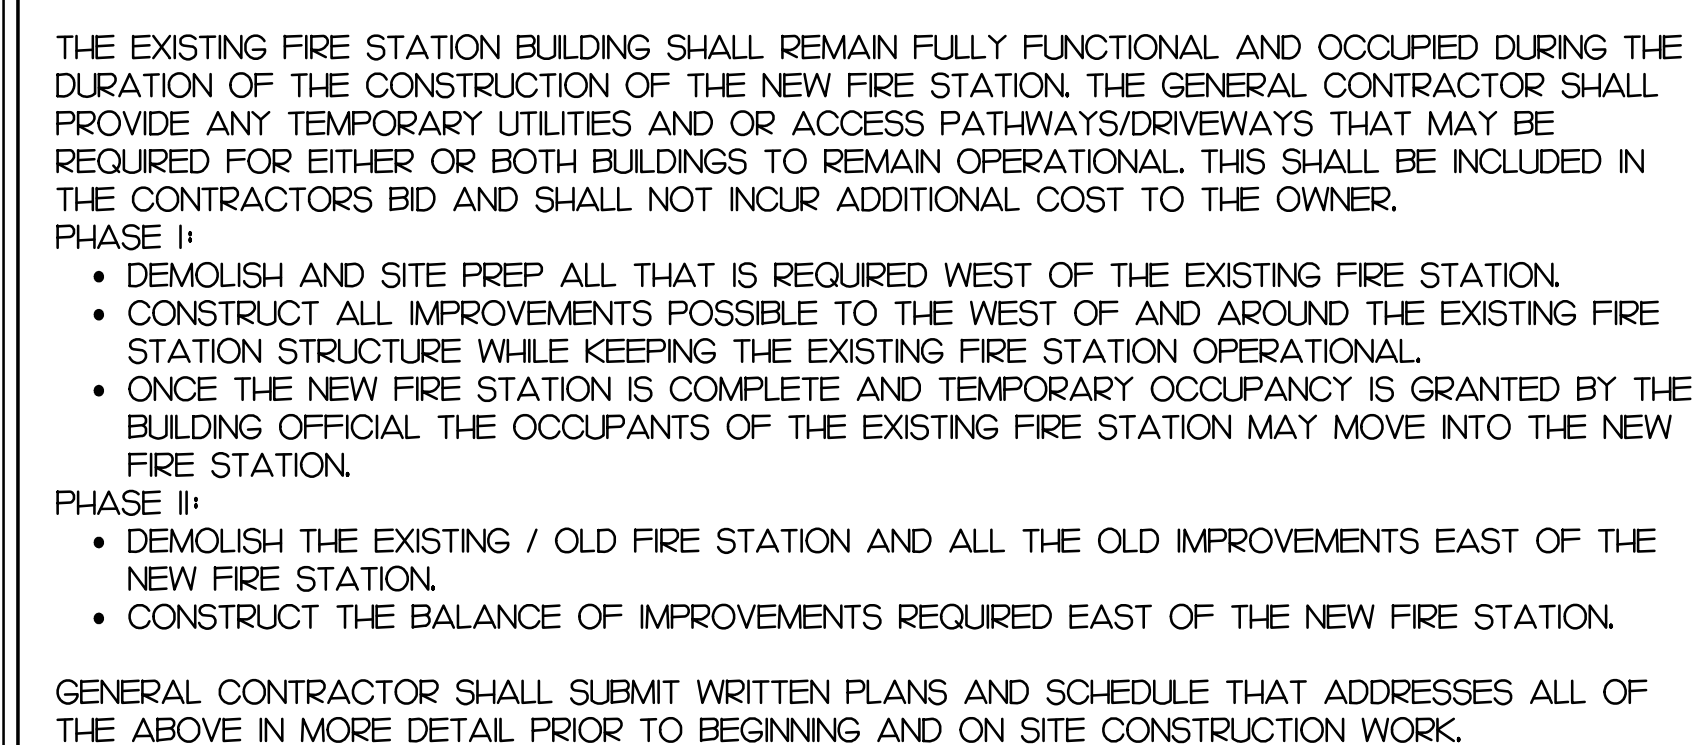 THE EXISTING FIRE STATION BUILDING SHALL REMAIN FULLY FUNCTIONAL AND OCCUPIED DURING THE
DURATION OF THE CONSTRUCTION OF THE NEW FIRE STATION. THE GENERAL CONTRACTOR SHALL
PROVIDE ANY TEMPORARY UTILITIES AND OR ACCESS PATHWAYS/DRIVEWAYS THAT MAY BE
REQUIRED FOR EITHER OR BOTH BUILDINGS TO REMAIN OPERATIONAL. THIS SHALL BE INCLUDED IN
THE CONTRACTORS BID AND SHALL NOT INCUR ADDITIONAL COST TO THE OWNER.
PHASE I:
• DEMOLISH AND SITE PREP ALL THAT IS REQUIRED WEST OF THE EXISTING FIRE STATION.
• CONSTRUCT ALL IMPROVEMENTS POSSIBLE TO THE WEST OF AND AROUND THE EXISTING FIRE
STATION STRUCTURE WHILE KEEPING THE EXISTING FIRE STATION OPERATIONAL.
• ONCE THE NEW FIRE STATION IS COMPLETE AND TEMPORARY OCCUPANCY IS GRANTED BY THE
BUILDING OFFICIAL THE OCCUPANTS OF THE EXISTING FIRE STATION MAY MOVE INTO THE NEW
FIRE STATION.
PHASE II:
• DEMOLISH THE EXISTING / OLD FIRE STATION AND ALL THE OLD IMPROVEMENTS EAST OF THE
NEW FIRE STATION.
• CONSTRUCT THE BALANCE OF IMPROVEMENTS REQUIRED EAST OF THE NEW FIRE STATION.
GENERAL CONTRACTOR SHALL SUBMIT WRITTEN PLANS AND SCHEDULE THAT ADDRESSES ALL OF
THE ABOVE IN MORE DETAIL PRIOR TO BEGINNING AND ON SITE CONSTRUCTION WORK.